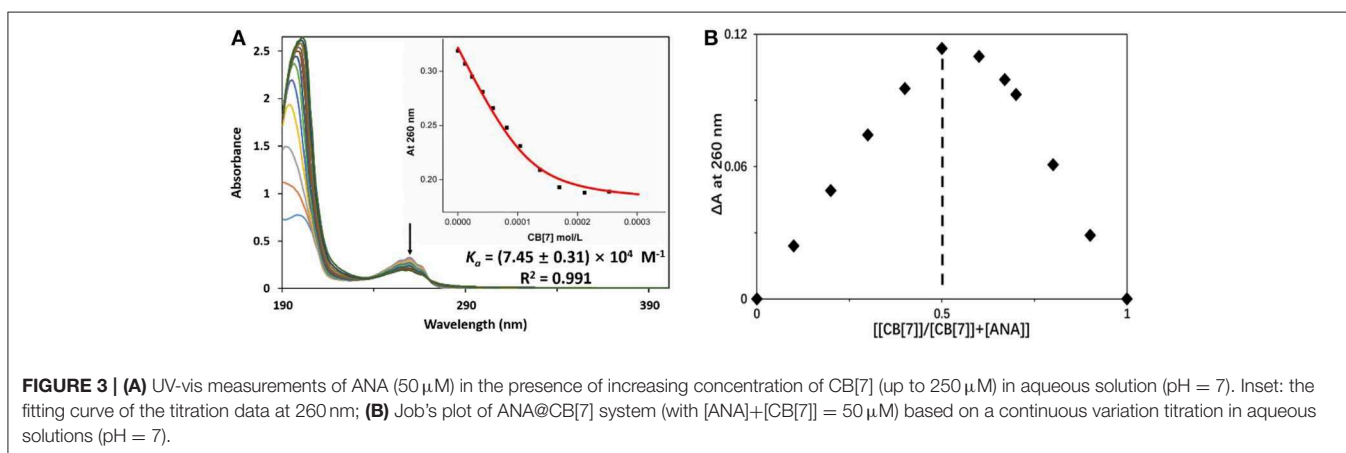 A
2.5
2
1.5
1
0.5
0
Absorbance
190
290
390
Wavelength (nm)
0.30
0.25
0.20
At 260 nm
0.0000
0.0001
0.0002
0.0003
CB[7] mol/L
Ka = (7.45 ± 0.31) × 10⁴ M⁻¹
R² = 0.991
B
0.12
0.06
0
ΔA at 260 nm
0
0.5
1
[[CB[7]]/[CB[7]]+[ANA]]
FIGURE 3 | (A) UV-vis measurements of ANA (50 μM) in the presence of increasing concentration of CB[7] (up to 250 μM) in aqueous solution (pH = 7). Inset: the
fitting curve of the titration data at 260 nm; (B) Job's plot of ANA@CB[7] system (with [ANA]+[CB[7]] = 50 μM) based on a continuous variation titration in aqueous
solutions (pH = 7).